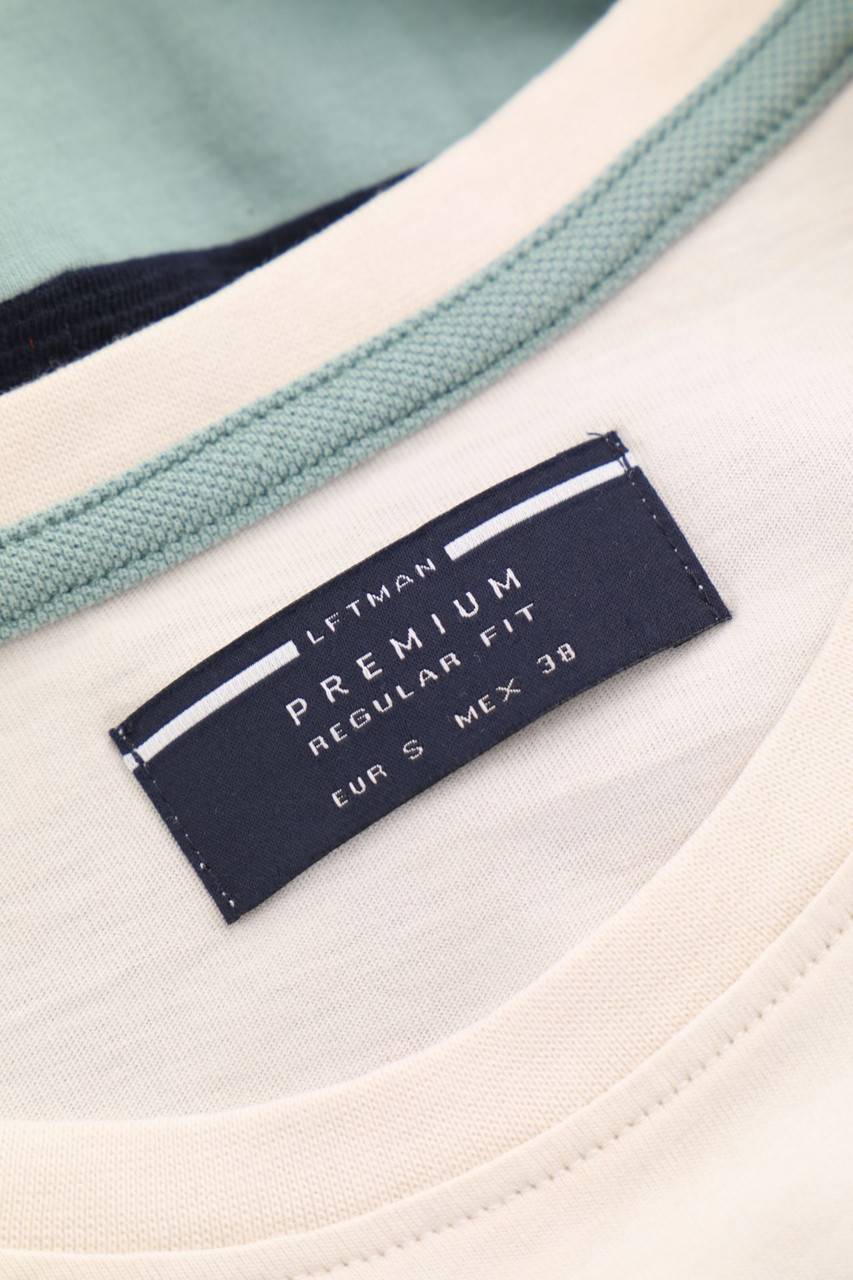 LFTMAN
PREMIUM
REGULAR FIT
EUR S MEX 38